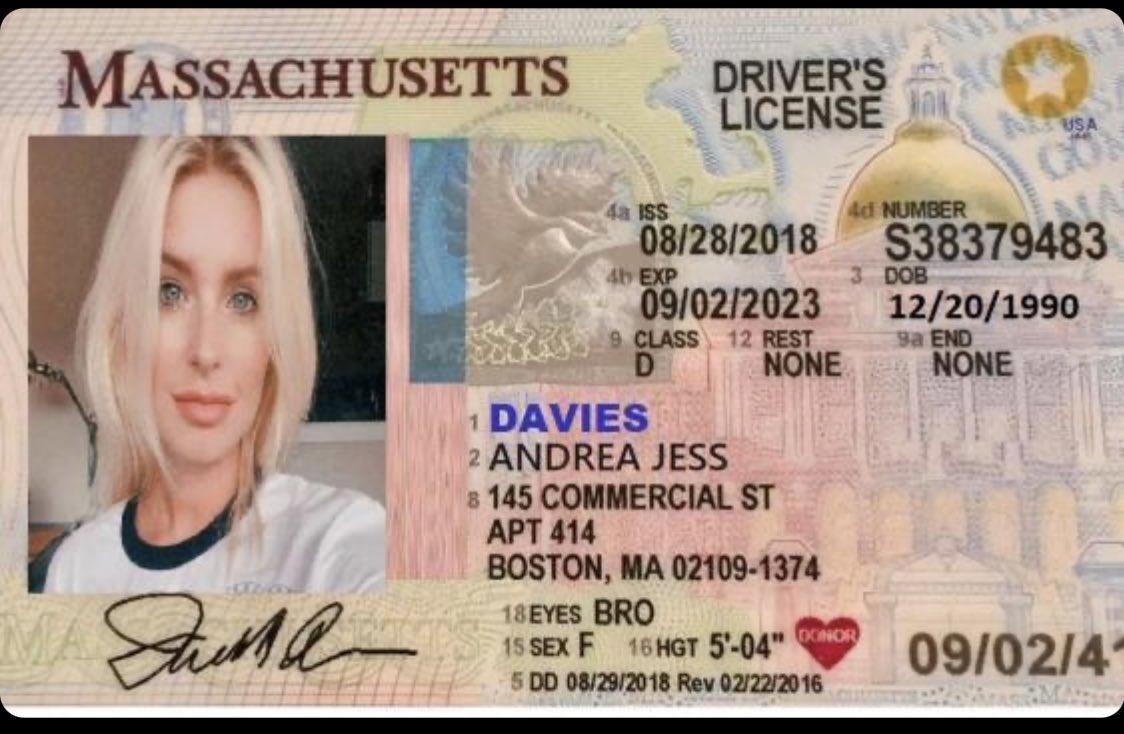 MASSACHUSETTS
DRIVER'S
LICENSE
USA
4a ISS
08/28/2018
4d NUMBER
S38379483
4b EXP
09/02/2023
3 DOB
12/20/1990
9 CLASS
D
12 REST
NONE
9a END
NONE
1 DAVIES
2 ANDREA JESS
8 145 COMMERCIAL ST
APT 414
BOSTON, MA 02109-1374
18 EYES BRO
15 SEX F 16 HGT 5'-04"
DONOR
09/02/4
5 DD 08/29/2018 Rev 02/22/2016